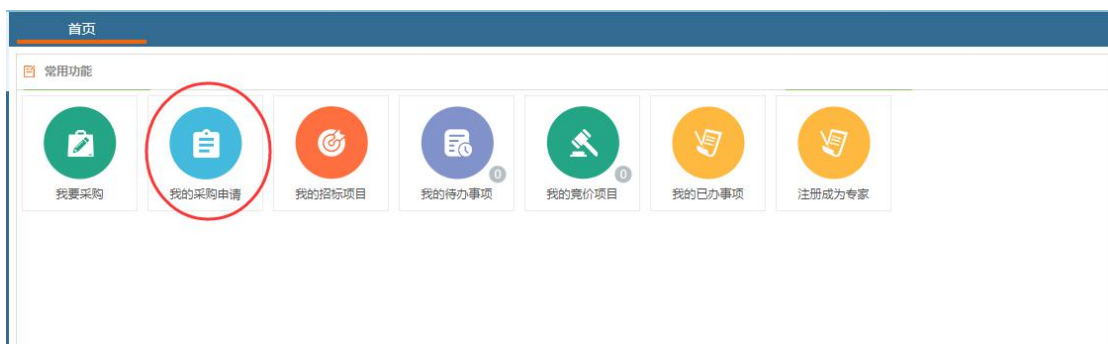 首页
常用功能
我要采购
我的采购申请
我的招标项目
0
我的待办事项
0
我的竞价项目
我的已办事项
注册成为专家